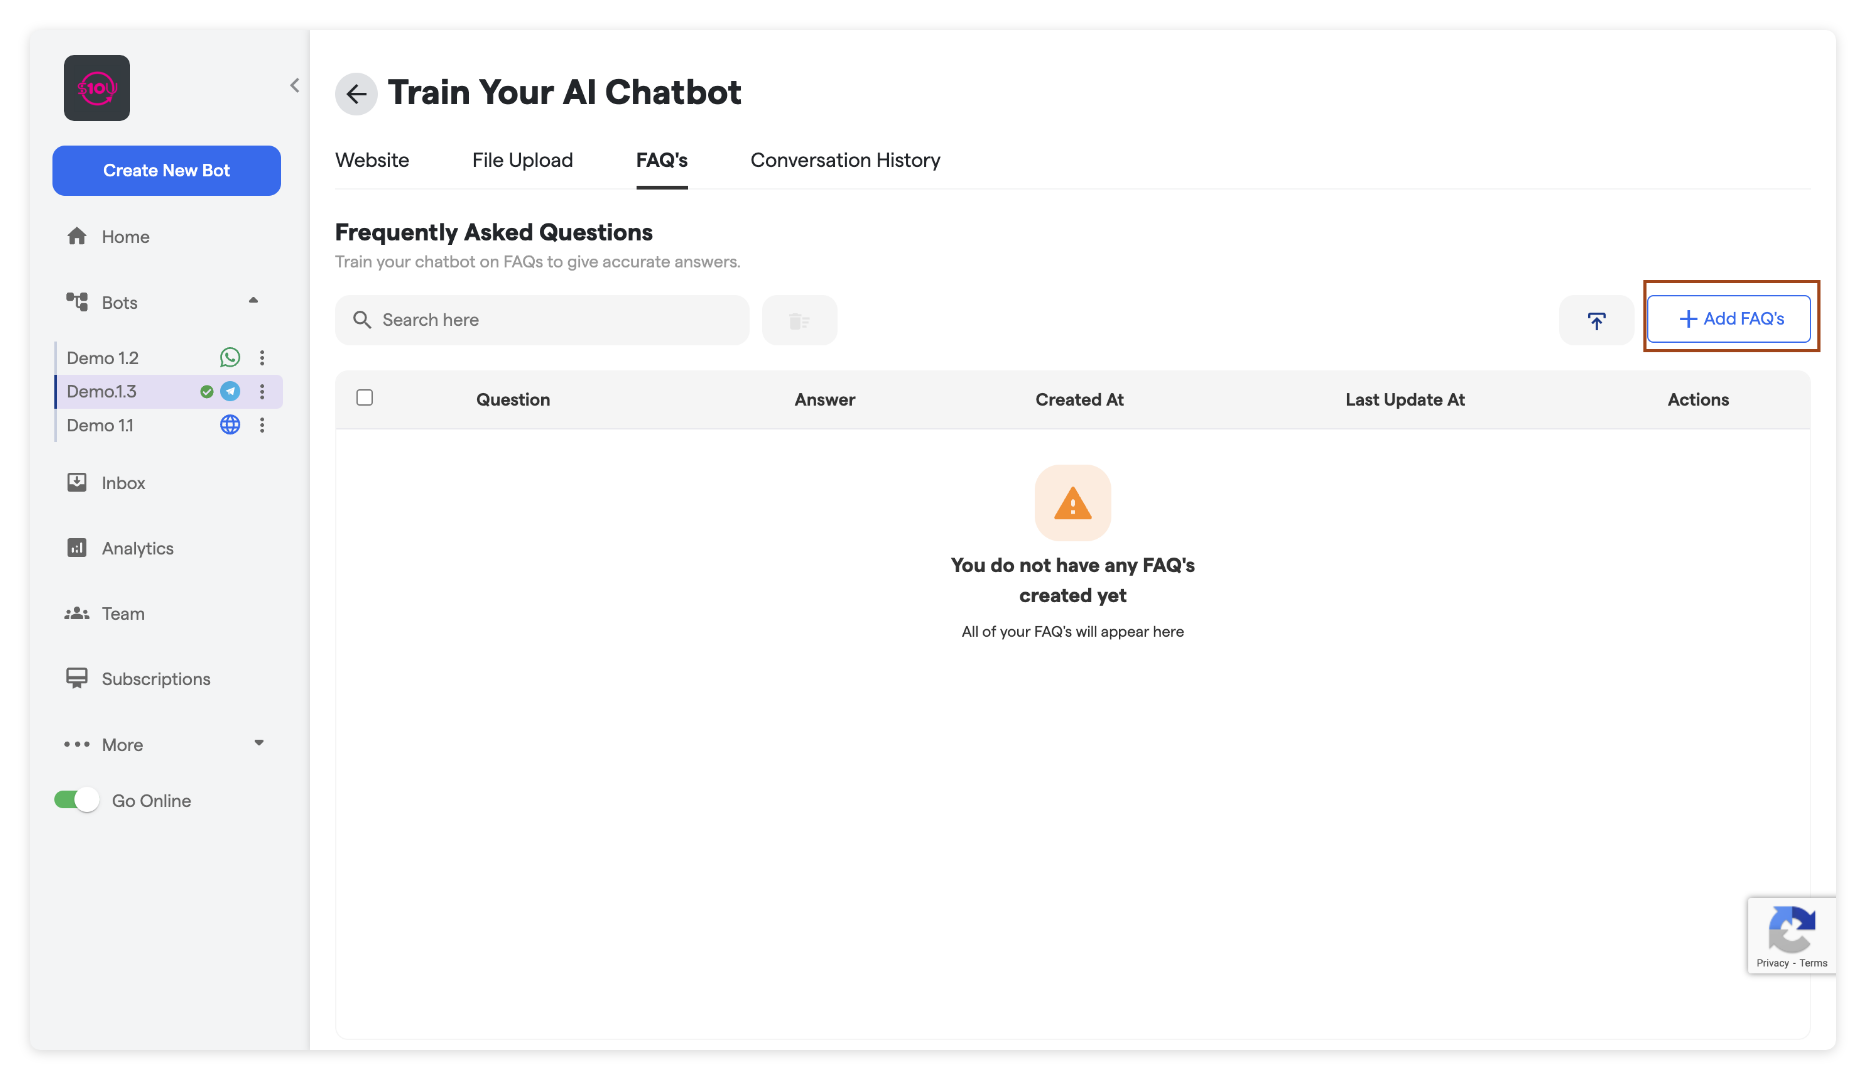 $10U
Create New Bot
Home
Bots
Demo 1.2
Demo.1.3
Demo 1.1
Inbox
Analytics
Team
Subscriptions
More
Go Online
Train Your AI Chatbot
Website File Upload FAQ's Conversation History
Frequently Asked Questions
Train your chatbot on FAQs to give accurate answers.
Search here
Add FAQ's
Question Answer Created At Last Update At Actions
You do not have any FAQ's
created yet
All of your FAQ's will appear here
Privacy - Terms